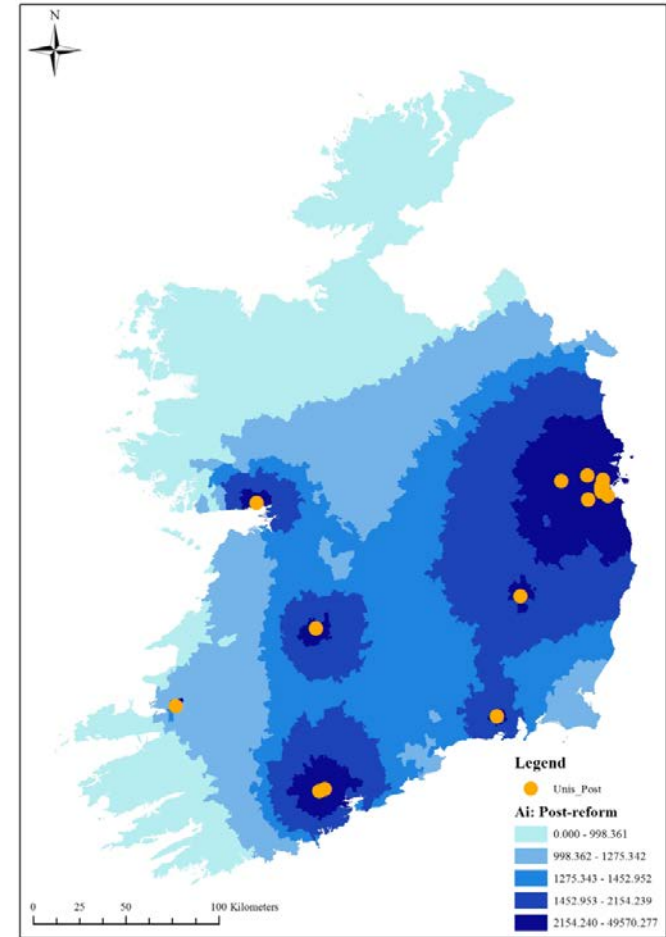 N
Legend
Unis_Post
Ai: Post-reform
0.000 - 998.361
998.362 - 1275.342
1275.343 - 1452.952
1452.953 - 2154.239
2154.240 - 49570.277
0 25 50 100 Kilometers